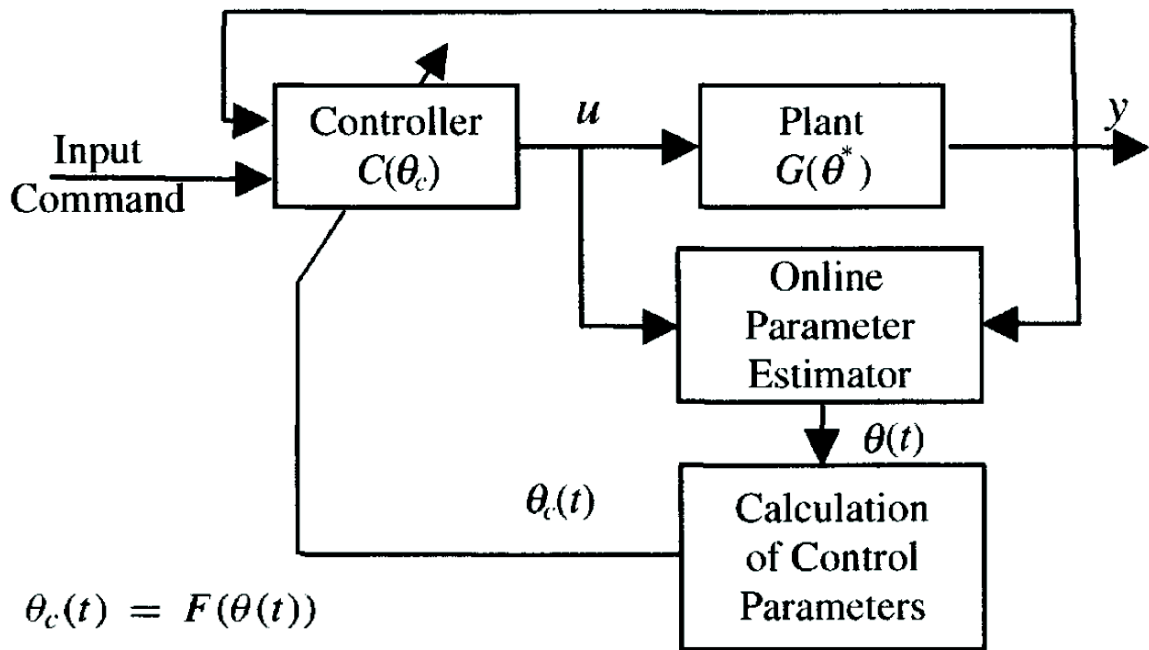 Controller
C(θc)
u
Plant
G(θ*)
y
Input
Command
Online
Parameter
Estimator
θ(t)
θc(t)
Calculation
of Control
Parameters
θc(t) = F(θ(t))